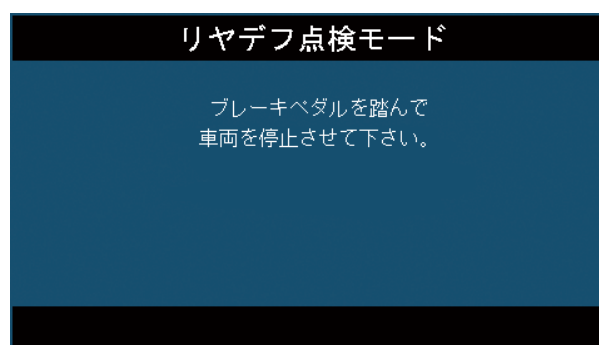 リヤデフ点検モード
ブレーキペダルを踏んで
車両を停止させて下さい。